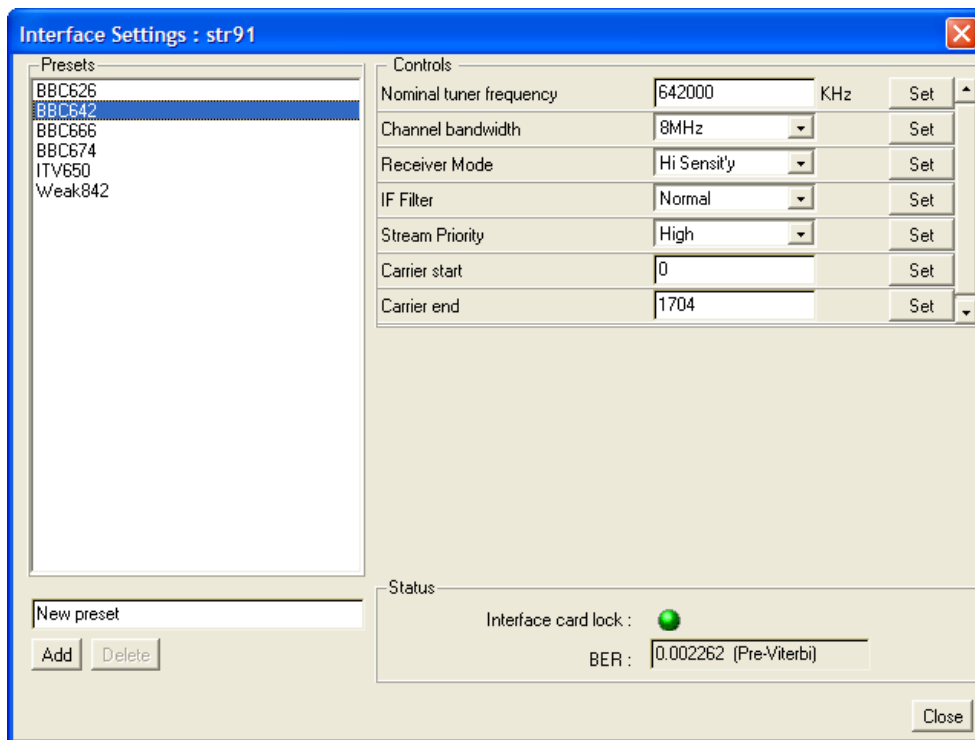 Interface Settings : str91
Presets
BBC626
BBC642
BBC666
BBC674
ITV650
Weak842
New preset
Add Delete
Controls
Nominal tuner frequency 642000 KHz Set
Channel bandwidth 8MHz Set
Receiver Mode Hi Sensit'y Set
IF Filter Normal Set
Stream Priority High Set
Carrier start 0 Set
Carrier end 1704 Set
Status
Interface card lock :
BER : 0.002262 (Pre-Viterbi)
Close